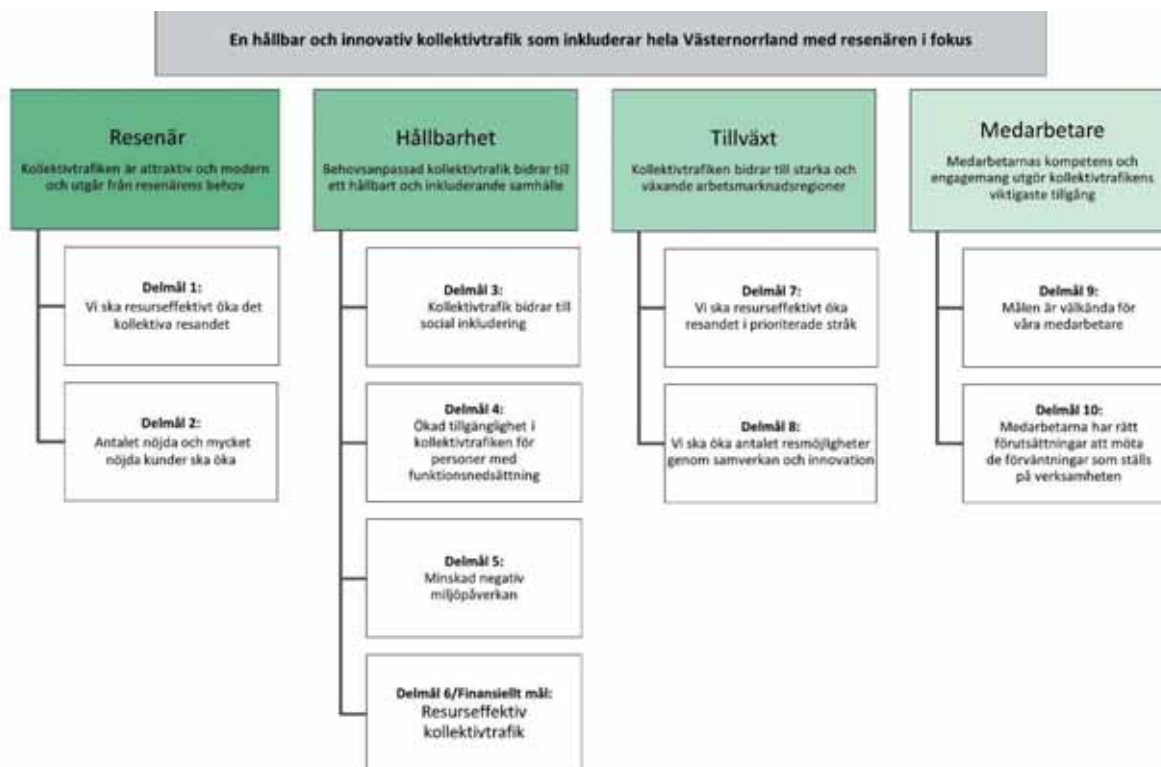 En hållbar och innovativ kollektivtrafik som inkluderar hela Västernorrland med resenären i fokus
Resenär
Kollektivtrafiken är attraktiv och modern
och utgår från resenärens behov
Delmål 1:
Vi ska resurseffektivt öka det
kollektiva resandet
Delmål 2:
Antalet nöjda och mycket
nöjda kunder ska öka
Hållbarhet
Behovsanpassad kollektivtrafik bidrar till
ett hållbart och inkluderande samhälle
Delmål 3:
Kollektivtrafik bidrar till
social inkludering
Delmål 4:
Ökad tillgänglighet i
kollektivtrafiken för
personer med
funktionsnedsättning
Delmål 5:
Minskad negativ
miljöpåverkan
Delmål 6/Finansiellt mål:
Resurseffektiv
kollektivtrafik
Tillväxt
Kollektivtrafiken bidrar till starka och
växande arbetsmarknadsregioner
Delmål 7:
Vi ska resurseffektivt öka
resandet i prioriterade stråk
Delmål 8:
Vi ska öka antalet resmöjligheter
genom samverkan och innovation
Medarbetare
Medarbetarnas kompetens och
engagemang utgör kollektivtrafikens
viktigaste tillgång
Delmål 9:
Målen är välkända för
våra medarbetare
Delmål 10:
Medarbetarna har rätt
förutsättningar att möta
de förväntningar som ställs
på verksamheten